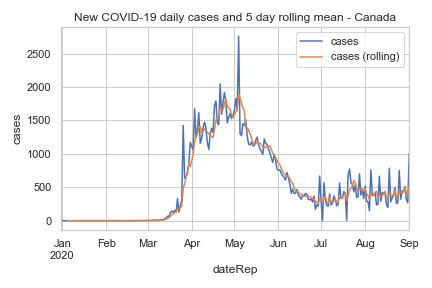 New COVID-19 daily cases and 5 day rolling mean - Canada
cases
cases (rolling)
2500
2000
1500
1000
500
0
cases
Jan
2020
Feb
Mar
Apr
May
Jun
Jul
Aug
Sep
dateRep